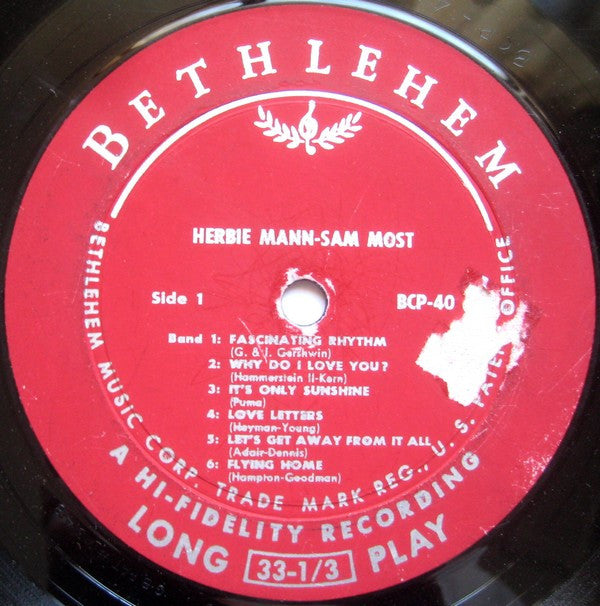 BETHLEHEM
HERBIE MANN-SAM MOST
Side 1
BCP-40
Band 1: FASCINATING RHYTHM
(G. & I. Gershwin)
2: WHY DO I LOVE YOU?
(Hammerstein II-Kern)
3: IT'S ONLY SUNSHINE
(Puma)
4: LOVE LETTERS
(Heyman-Young)
5: LET'S GET AWAY FROM IT ALL
(Adair-Dennis)
6: FLYING HOME
(Hampton-Goodman)
BETHLEHEM MUSIC CORP. TRADE MARK REG., U. S. PATEN OFFICE
A HI-FIDELITY RECORDING
LONG 33-1/3 PLAY